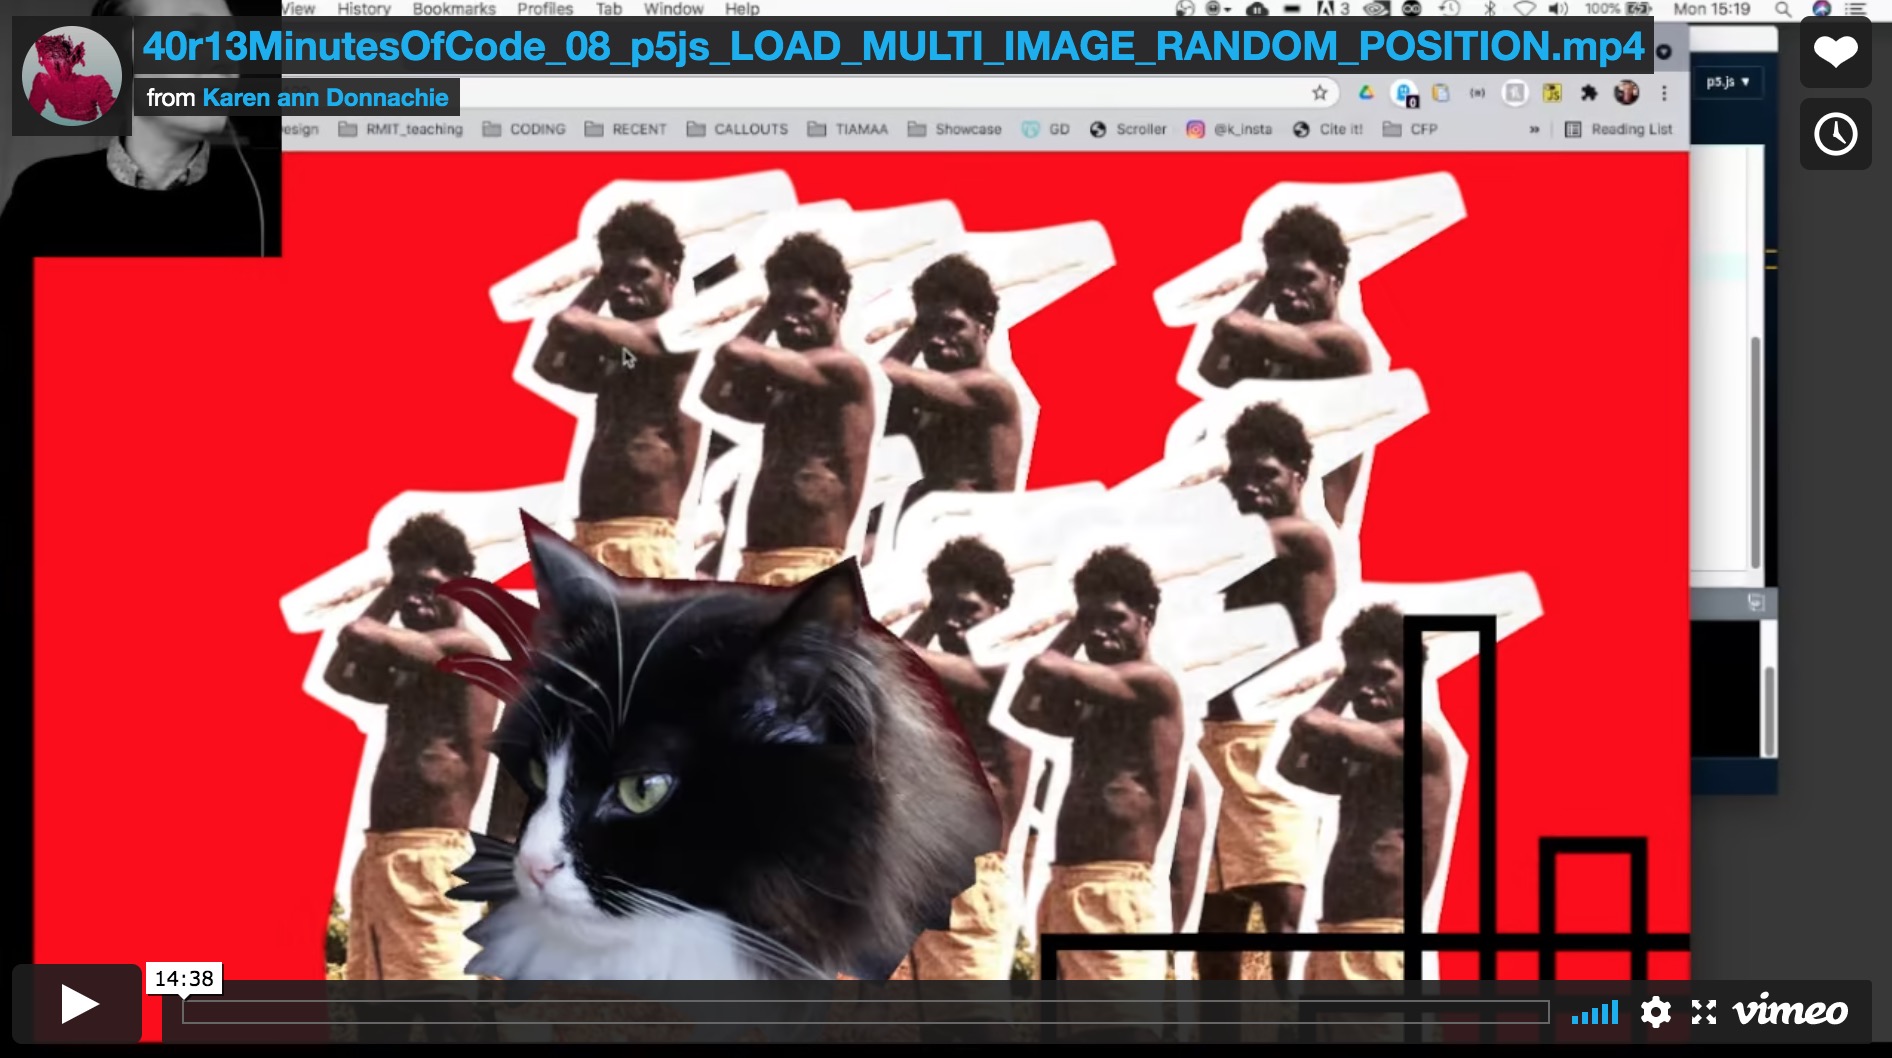 View History Bookmarks Profiles Tab Window Help 3 100% Mon 15:19
40r13MinutesOfCode_08_p5js_LOAD_MULTI_IMAGE_RANDOM_POSITION.mp4
from Karen ann Donnachie
p5.js ▼
esign RMIT_teaching CODING RECENT CALLOUTS TIAMAA Showcase GD Scroller @k_insta Cite it! CFP » Reading List
14:38
vimeo